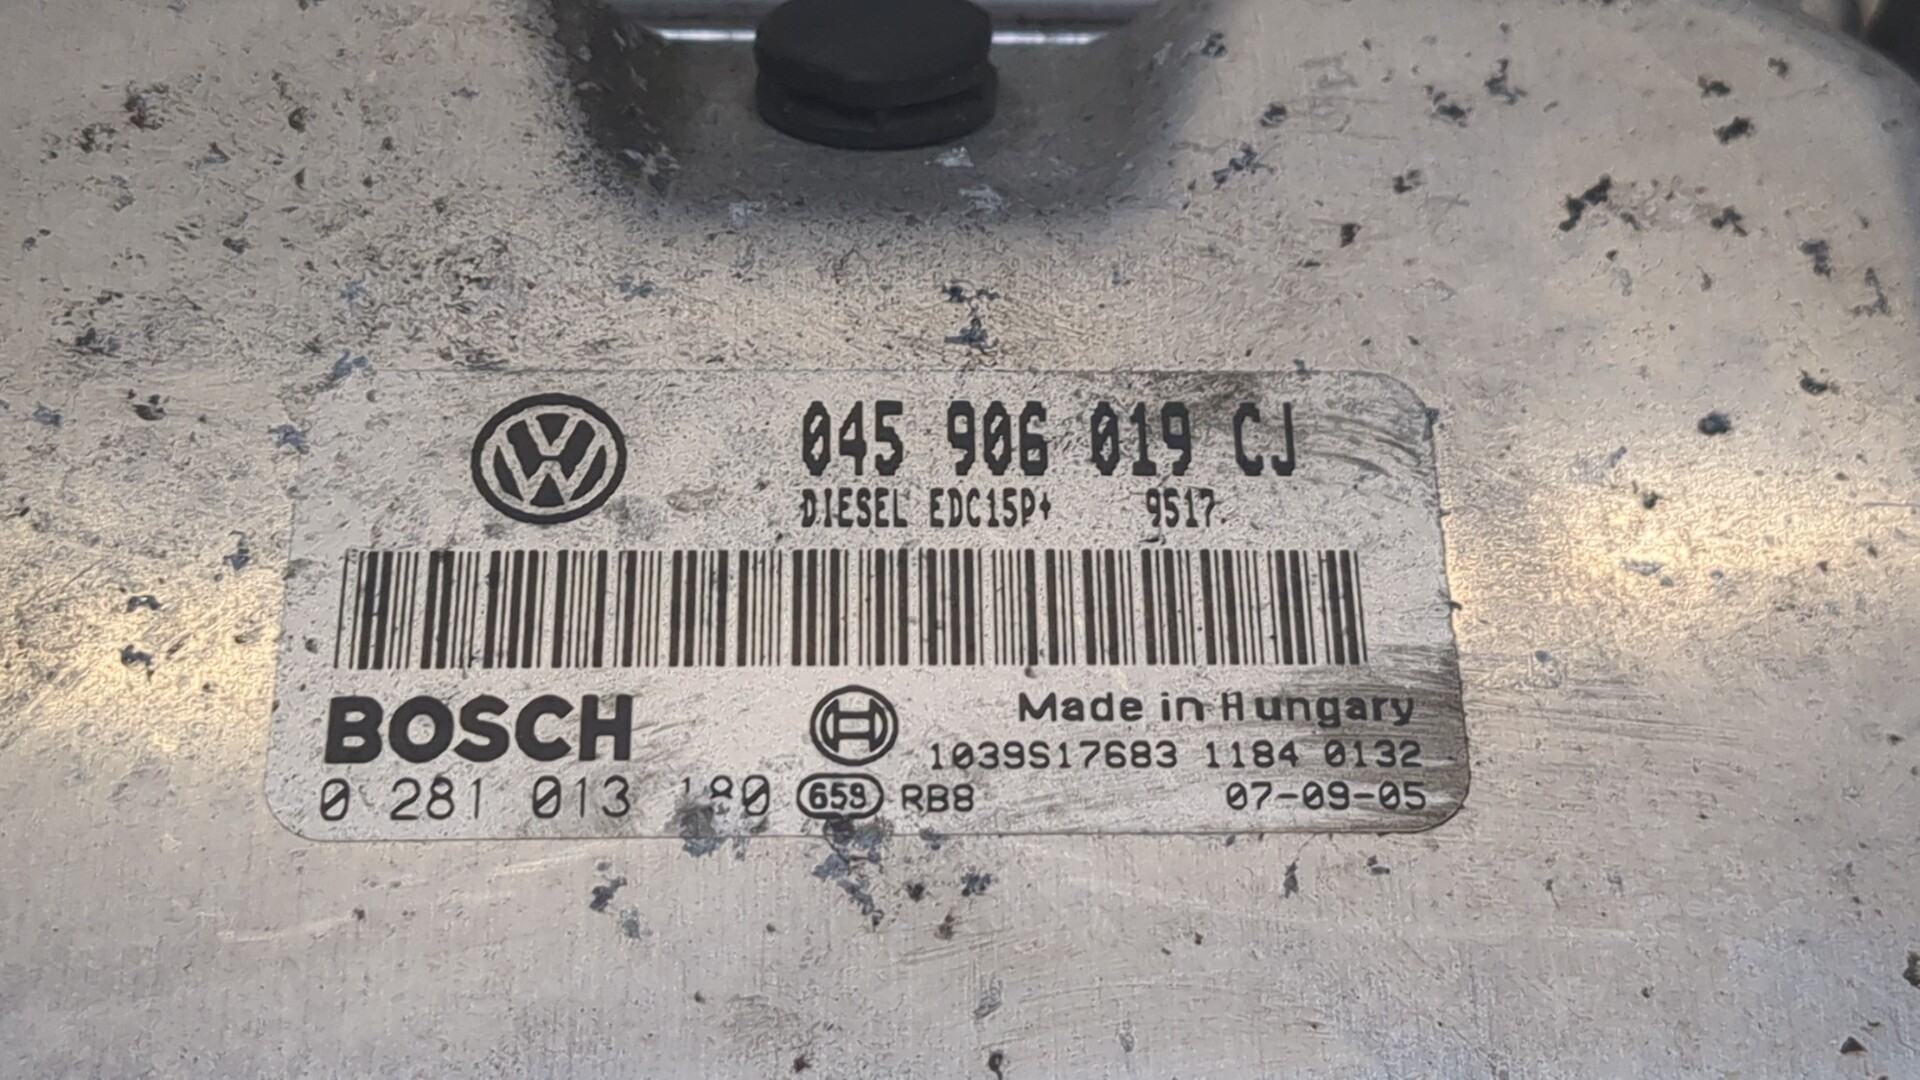 045 906 019 CJ
DIESEL EDC15P+ 9517
BOSCH
Made in Hungary
1039S17683 1184 0132
0 281 013 180 659 RB8 07-09-05